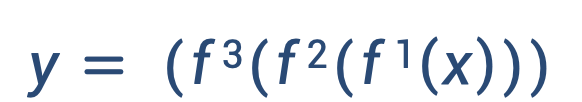 y = (f³(f²(f¹(x))))